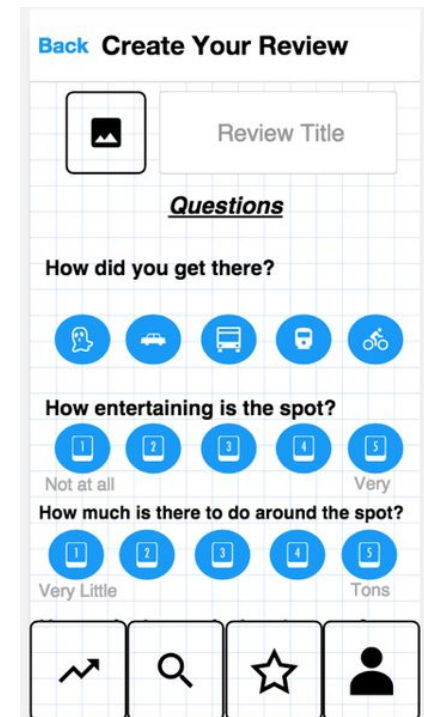 Back Create Your Review
Review Title
Questions
How did you get there?
How entertaining is the spot?
1 2 3 4 5
Not at all Very
How much is there to do around the spot?
1 2 3 4 5
Very Little Tons